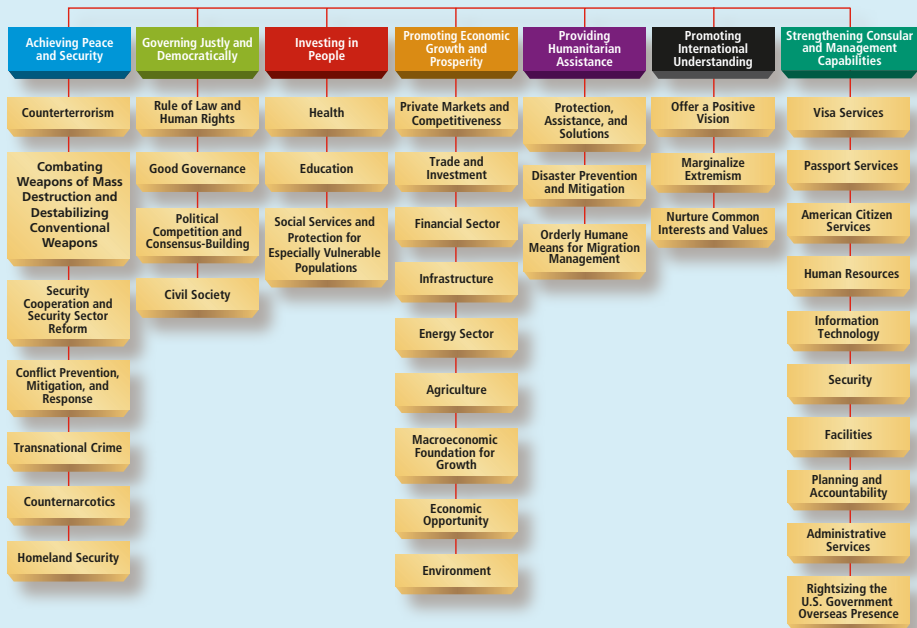 Achieving Peace
and Security
Counterterrorism
Combating
Weapons of Mass
Destruction and
Destabilizing
Conventional
Weapons
Security
Cooperation and
Security Sector
Reform
Conflict Prevention,
Mitigation, and
Response
Transnational Crime
Counternarcotics
Homeland Security
Governing Justly and
Democratically
Rule of Law and
Human Rights
Good Governance
Political
Competition and
Consensus-Building
Civil Society
Investing in
People
Health
Education
Social Services and
Protection for
Especially Vulnerable
Populations
Promoting Economic
Growth and
Prosperity
Private Markets and
Competitiveness
Trade and
Investment
Financial Sector
Infrastructure
Energy Sector
Agriculture
Macroeconomic
Foundation for
Growth
Economic
Opportunity
Environment
Providing
Humanitarian
Assistance
Protection,
Assistance, and
Solutions
Disaster Prevention
and Mitigation
Orderly Humane
Means for Migration
Management
Promoting
International
Understanding
Offer a Positive
Vision
Marginalize
Extremism
Nurture Common
Interests and Values
Strengthening Consular
and Management
Capabilities
Visa Services
Passport Services
American Citizen
Services
Human Resources
Information
Technology
Security
Facilities
Planning and
Accountability
Administrative
Services
Rightsizing the
U.S. Government
Overseas Presence